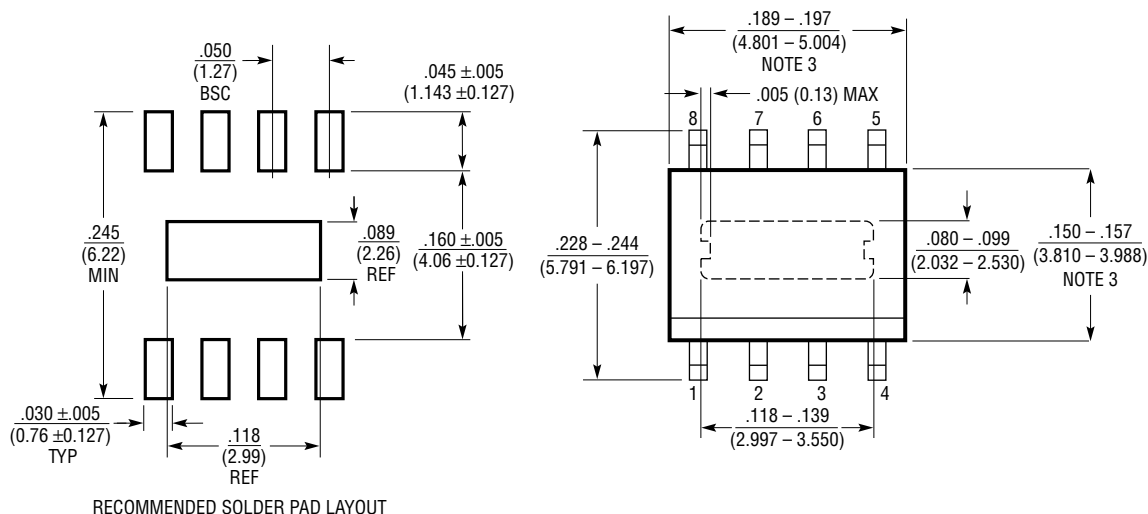 .050
(1.27)
BSC
.045 ±.005
(1.143 ±0.127)
.245
(6.22)
MIN
.089
(2.26)
REF
.160 ±.005
(4.06 ±0.127)
.030 ±.005
(0.76 ±0.127)
TYP
.118
(2.99)
REF
RECOMMENDED SOLDER PAD LAYOUT
.189 – .197
(4.801 – 5.004)
NOTE 3
.005 (0.13) MAX
8 7 6 5
.228 – .244
(5.791 – 6.197)
.080 – .099
(2.032 – 2.530)
.150 – .157
(3.810 – 3.988)
NOTE 3
1 2 3 4
.118 – .139
(2.997 – 3.550)